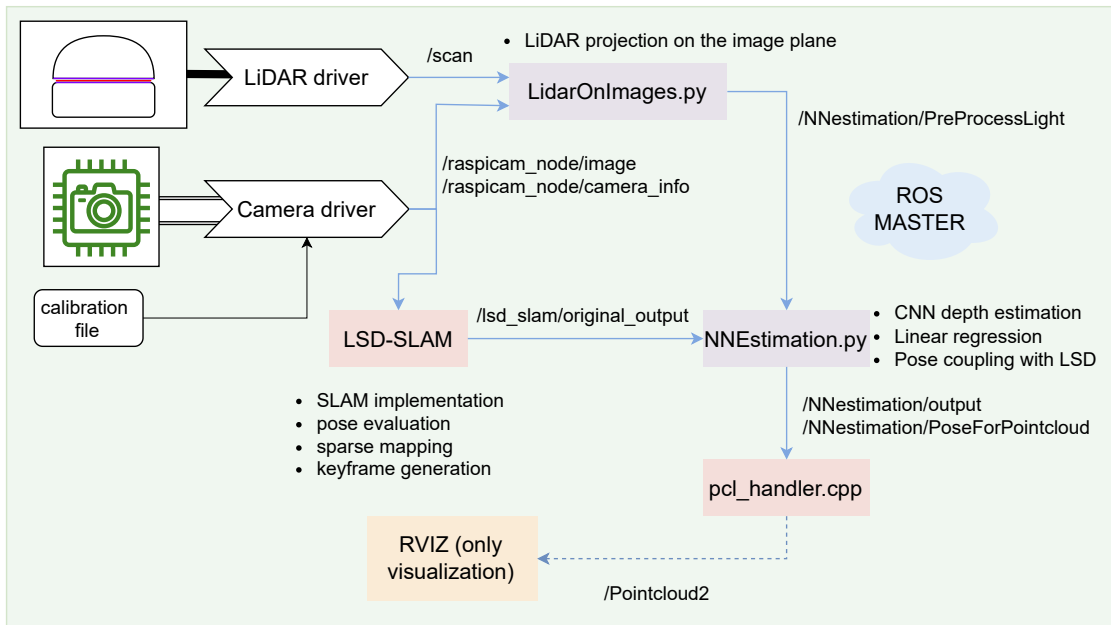 /scan
• LiDAR projection on the image plane
LiDAR driver
LidarOnImages.py
/NNestimation/PreProcessLight
/raspicam_node/image
/raspicam_node/camera_info
Camera driver
ROS
MASTER
calibration
file
/lsd_slam/original_output
LSD-SLAM
NNEstimation.py
• CNN depth estimation
• Linear regression
• Pose coupling with LSD
• SLAM implementation
• pose evaluation
• sparse mapping
• keyframe generation
/NNestimation/output
/NNestimation/PoseForPointcloud
pcl_handler.cpp
RVIZ (only
visualization)
/Pointcloud2